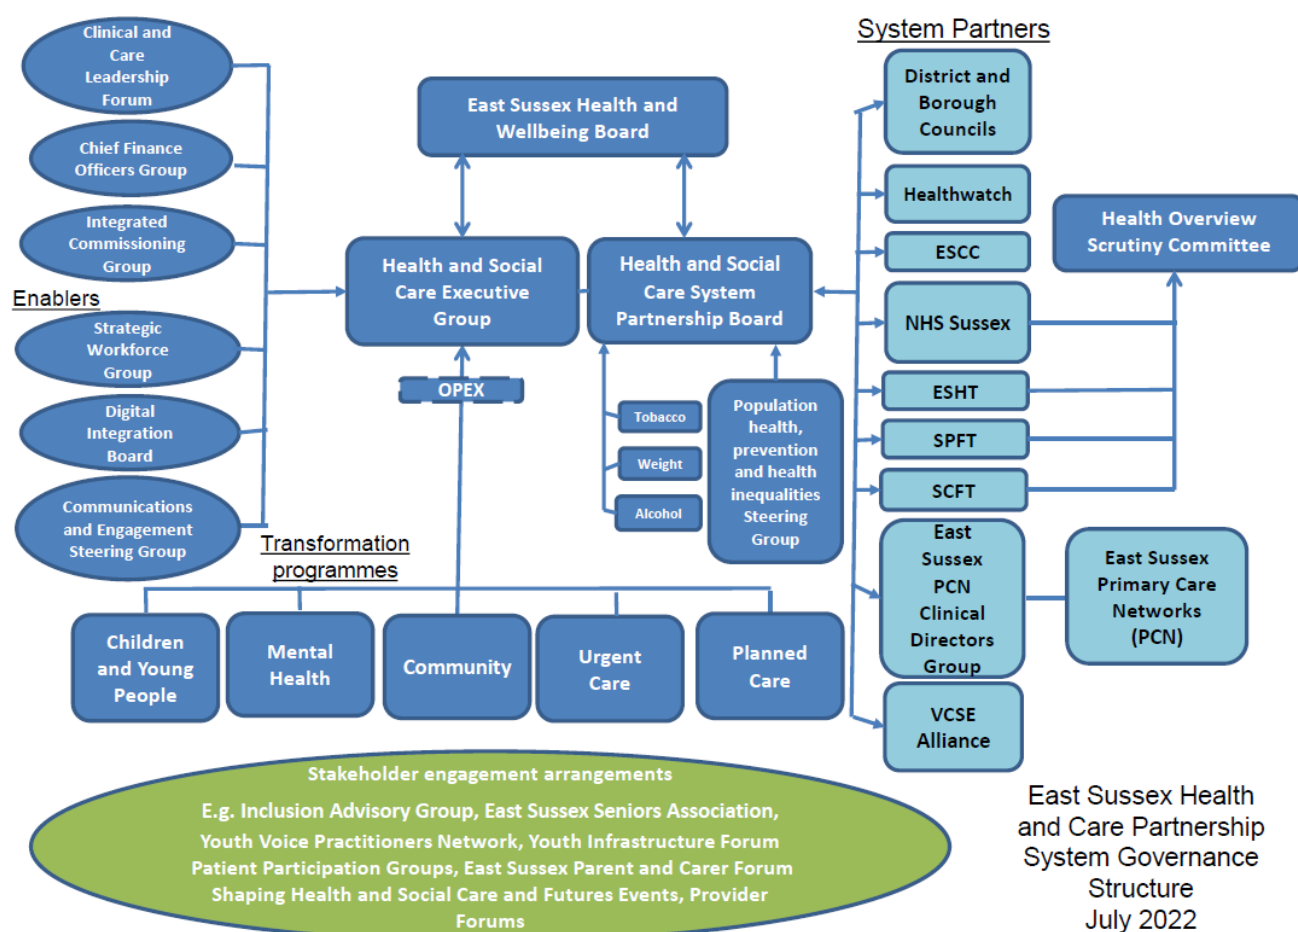 Clinical and
Care
Leadership
Forum
Chief Finance
Officers Group
Integrated
Commissioning
Group
Enablers
Strategic
Workforce
Group
Digital
Integration
Board
Communications
and Engagement
Steering Group
East Sussex Health and
Wellbeing Board
Health and Social
Care Executive
Group
Health and Social
Care System
Partnership Board
OPEX
Tobacco
Weight
Alcohol
Population
health,
prevention
and health
inequalities
Steering
Group
Transformation
programmes
Children
and Young
People
Mental
Health
Community
Urgent
Care
Planned
Care
System Partners
District and
Borough
Councils
Healthwatch
ESCC
NHS Sussex
ESHT
SPFT
SCFT
East
Sussex
PCN
Clinical
Directors
Group
VCSE
Alliance
Health Overview
Scrutiny Committee
East Sussex
Primary Care
Networks
(PCN)
Stakeholder engagement arrangements
E.g. Inclusion Advisory Group, East Sussex Seniors Association,
Youth Voice Practitioners Network, Youth Infrastructure Forum
Patient Participation Groups, East Sussex Parent and Carer Forum
Shaping Health and Social Care and Futures Events, Provider
Forums
East Sussex Health
and Care Partnership
System Governance
Structure
July 2022